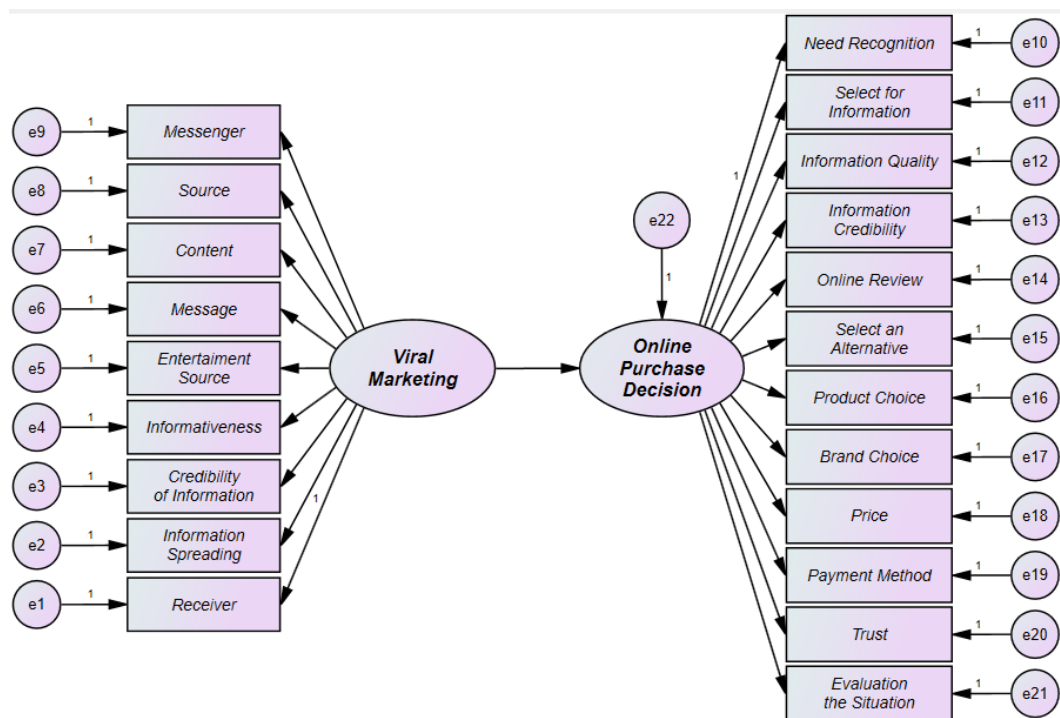 e9
1
Messenger
e8
1
Source
e7
1
Content
e6
1
Message
e5
1
Entertaiment
Source
e4
1
Informativeness
e3
1
Credibility
of Information
e2
1
Information
Spreading
e1
1
Receiver
1
Viral
Marketing
e22
1
Online
Purchase
Decision
1
Need Recognition
1
e10
Select for
Information
1
e11
Information Quality
1
e12
Information
Credibility
1
e13
Online Review
1
e14
Select an
Alternative
1
e15
Product Choice
1
e16
Brand Choice
1
e17
Price
1
e18
Payment Method
1
e19
Trust
1
e20
Evaluation
the Situation
1
e21